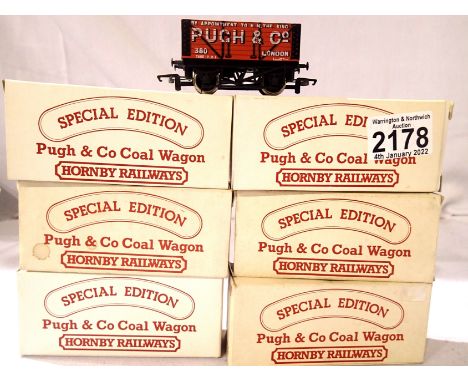 BY APPOINTMENT TO H.M. THE KING
PUGH & Co
380
LONDON
SPECIAL EDITION
Pugh & Co Coal Wagon
HORNBY RAILWAYS
SPECIAL EDITION
Pugh & Co Coal Wagon
HORNBY RAILWAYS
Warrington & Northwich
Auction
2178
4th January 2022
SPECIAL EDITION
Pugh & Co Coal Wagon
HORNBY RAILWAYS
SPECIAL EDITION
Pugh & Co Coal Wagon
HORNBY RAILWAYS
SPECIAL EDITION
Pugh & Co Coal Wagon
HORNBY RAILWAYS
SPECIAL EDITION
Pugh & Co Coal Wagon
HORNBY RAILWAYS